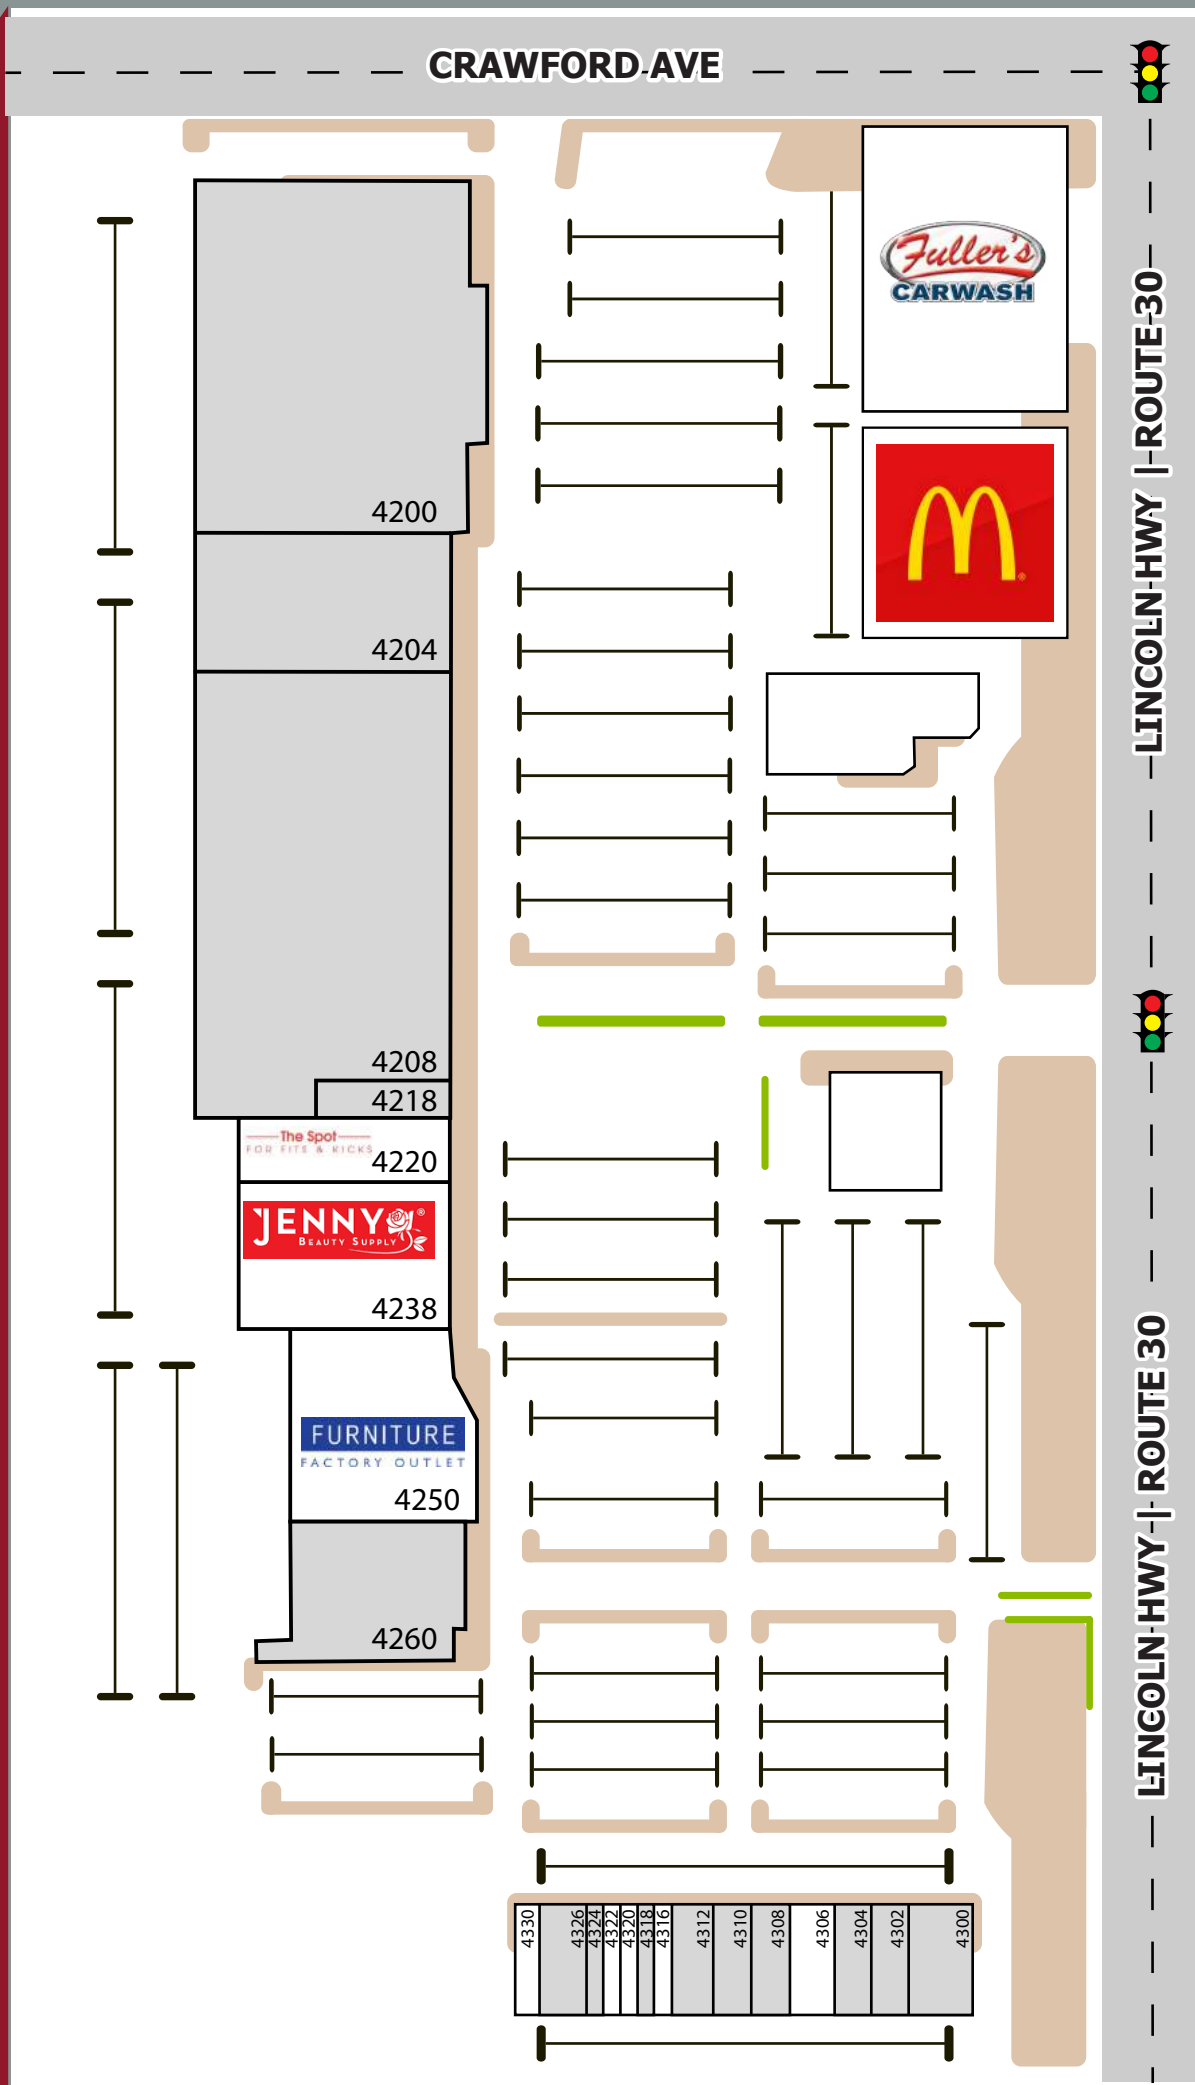 CRAWFORD AVE
Fuller's
CARWASH
LINCOLN HWY | ROUTE 30
4200
4204
4208
4218
The Spot
FOR FITS & KICKS
4220
JENNY®
BEAUTY SUPPLY
4238
FURNITURE
FACTORY OUTLET
4250
4260
LINCOLN HWY | ROUTE 30
4330
4326
4324
4322
4320
4318
4316
4312
4310
4308
4306
4304
4302
4300